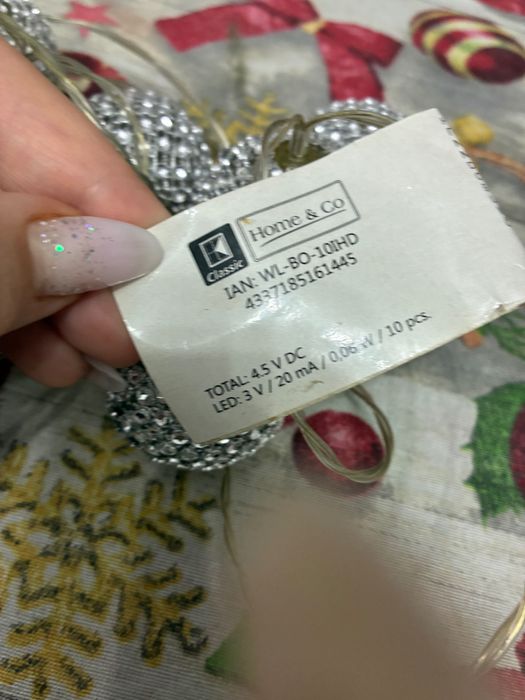 K
Classic
Home & Co
IAN: WL-BO-10IHD
4337185161445
TOTAL: 4.5 V DC
LED: 3 V / 20 mA / 0.06 W / 10 pcs.